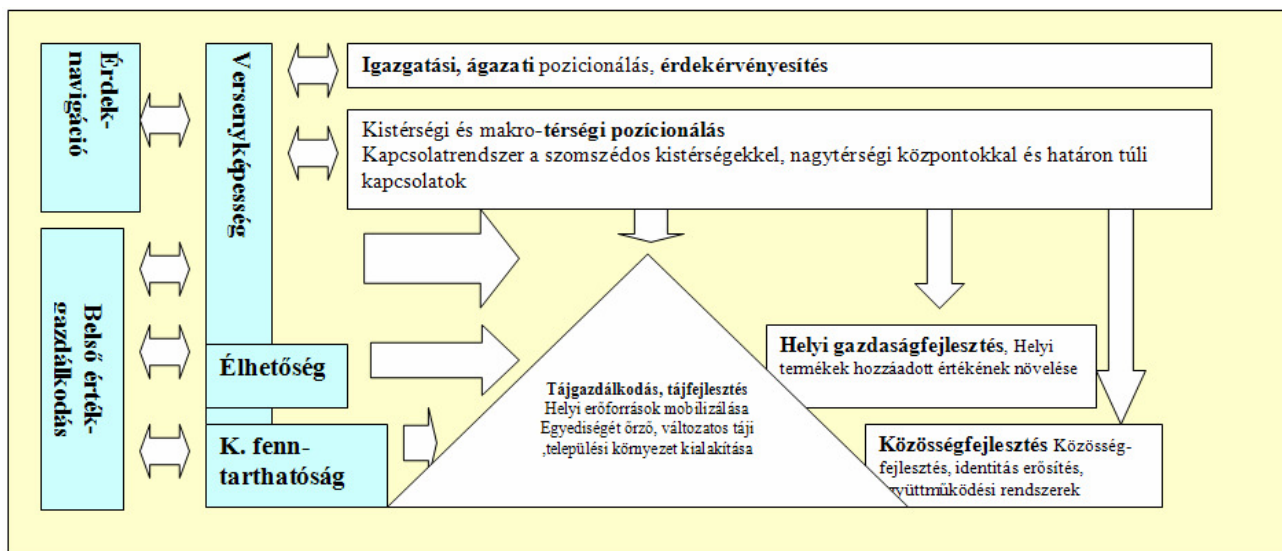 Érdek-
navigáció
Versenyképesség
Igazgatási, ágazati pozicionálás, érdekérvényesítés
Kistérségi és makro-térségi pozícionálás
Kapcsolatrendszer a szomszédos kistérségekkel, nagytérségi központokkal és határon túli
kapcsolatok
Belső érték-
gazdálkodás
Élhetőség
K. fenn-
tarthatóság
Tájgazdálkodás, tájfejlesztés
Helyi erőforrások mobilizálása
Egyediségét őrző, változatos táji
,települési környezet kialakítása
Helyi gazdaságfejlesztés, Helyi
termékek hozzáadott értékének növelése
Közösségfejlesztés Közösség-
fejlesztés, identitás erősítés,
gyüttműködési rendszerek